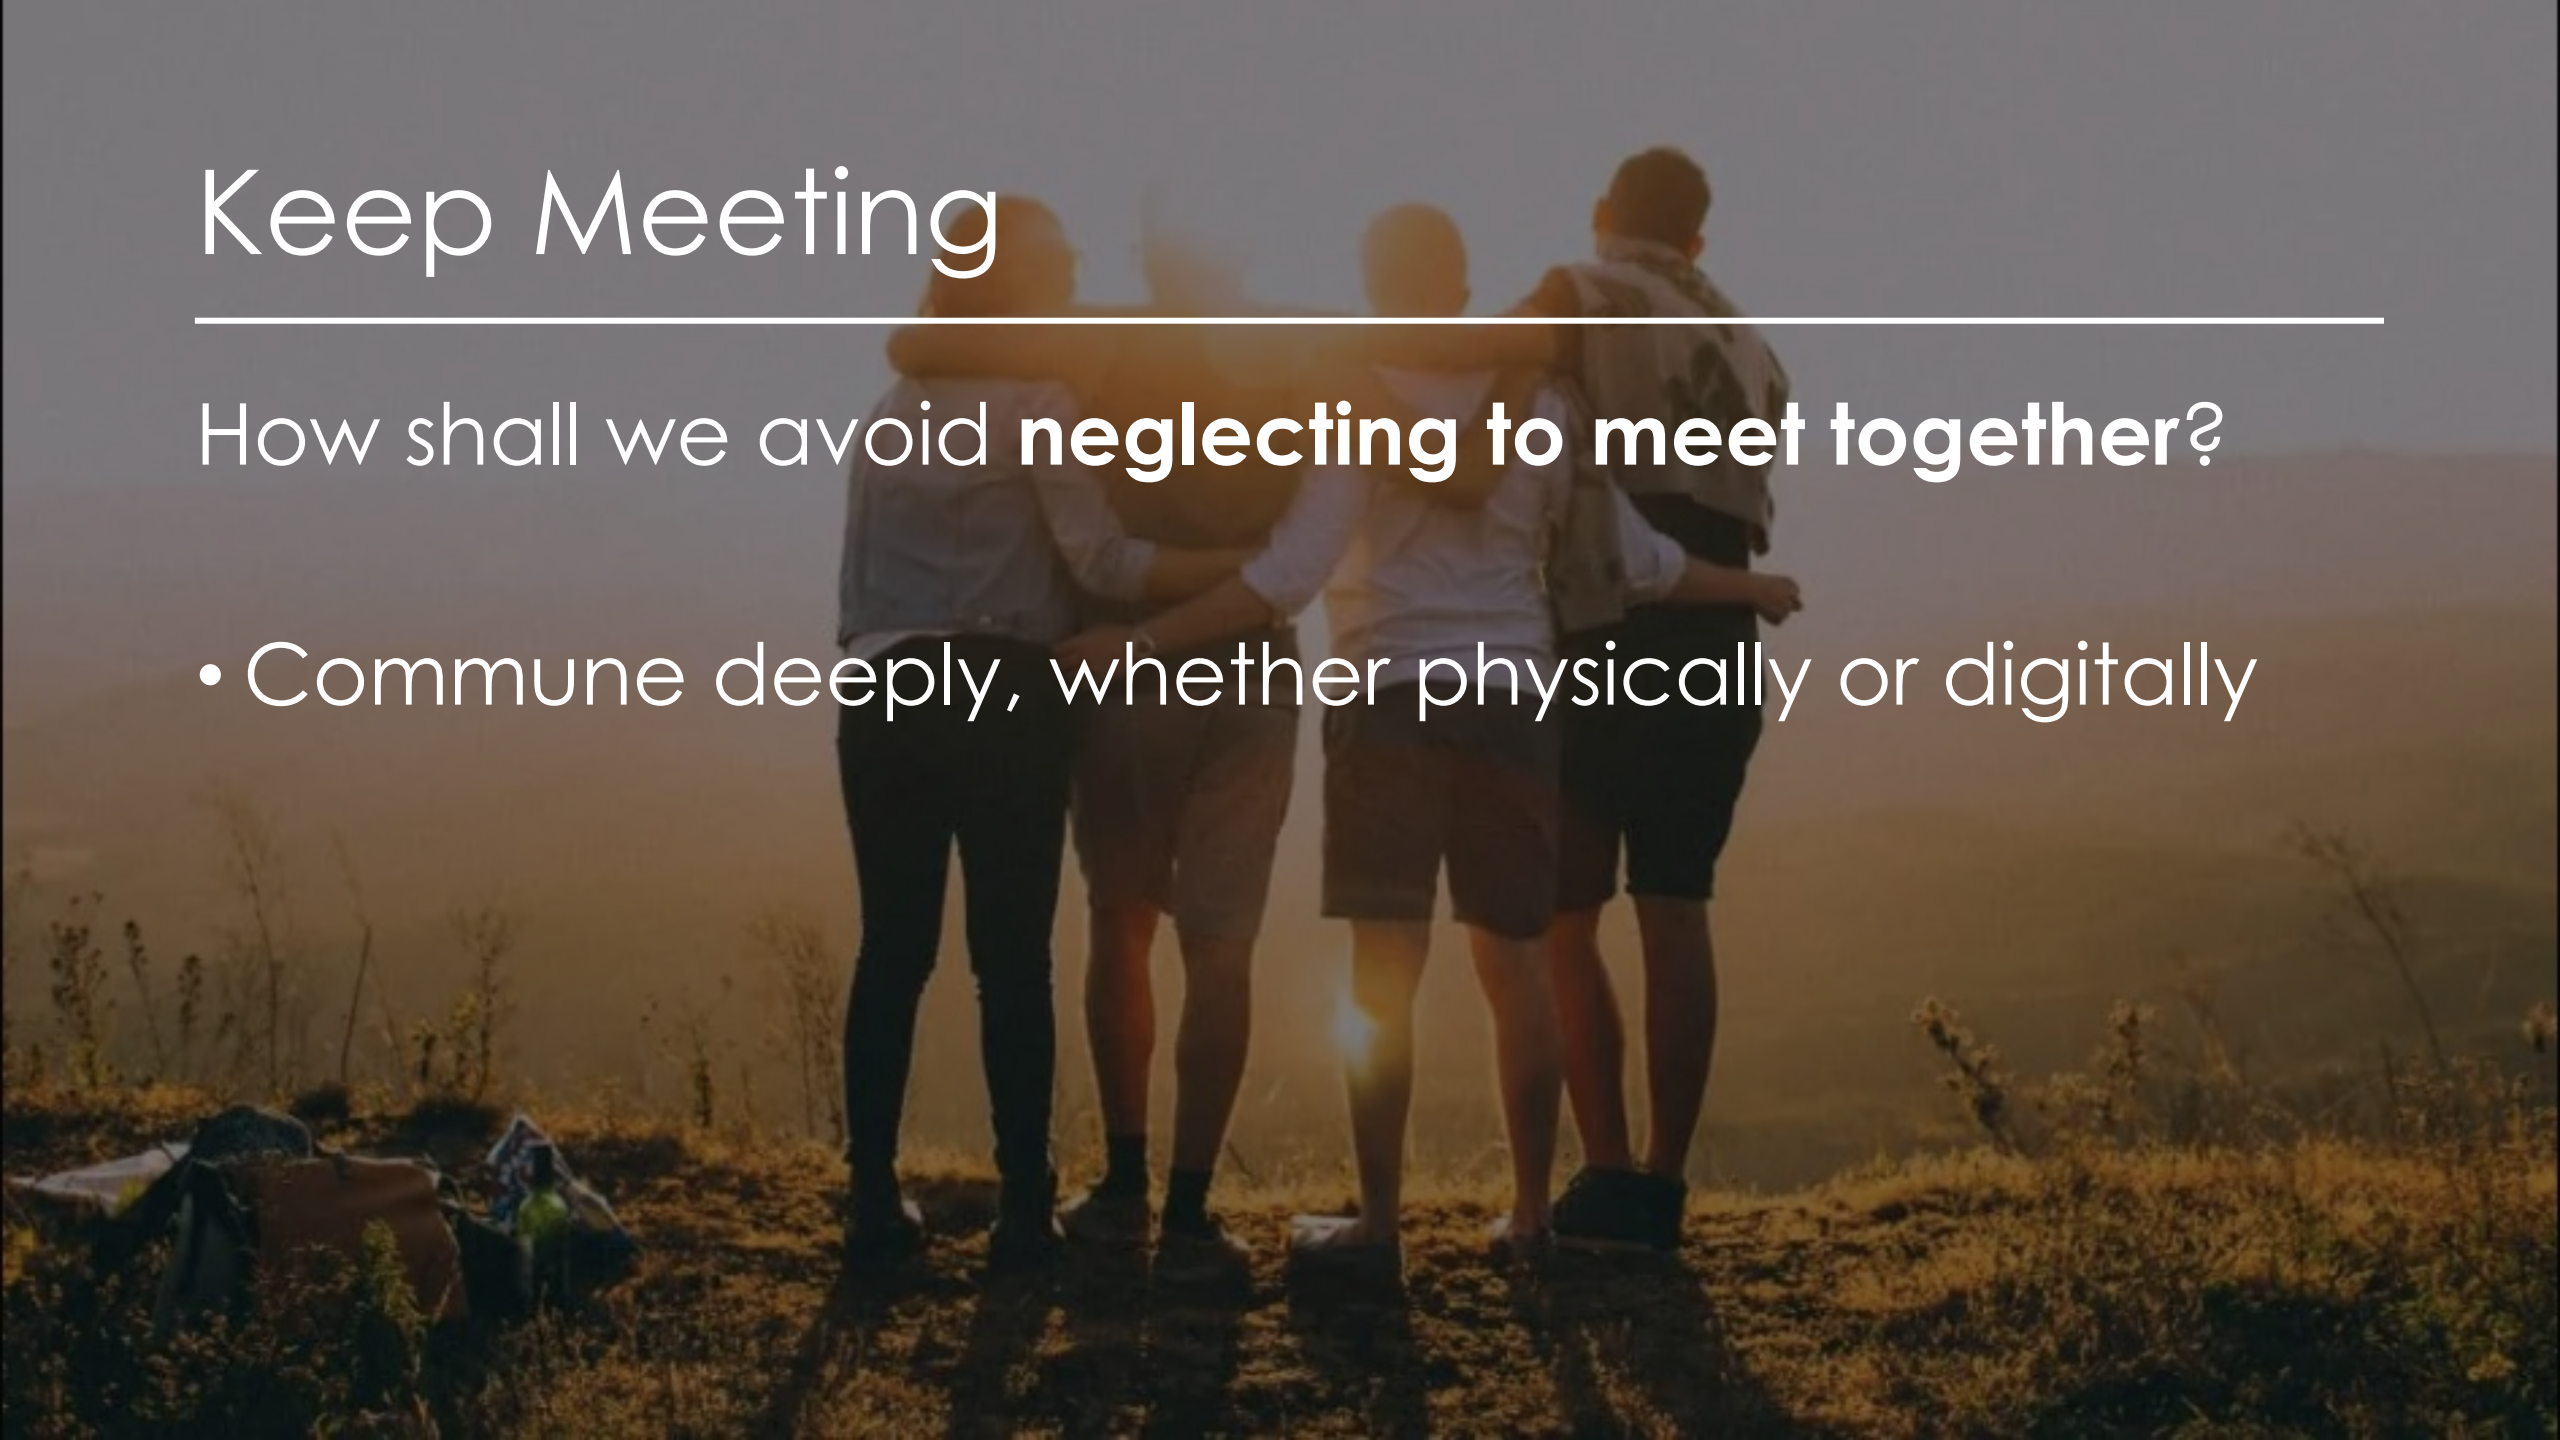 Keep Meeting
How shall we avoid neglecting to meet together?
• Commune deeply, whether physically or digitally